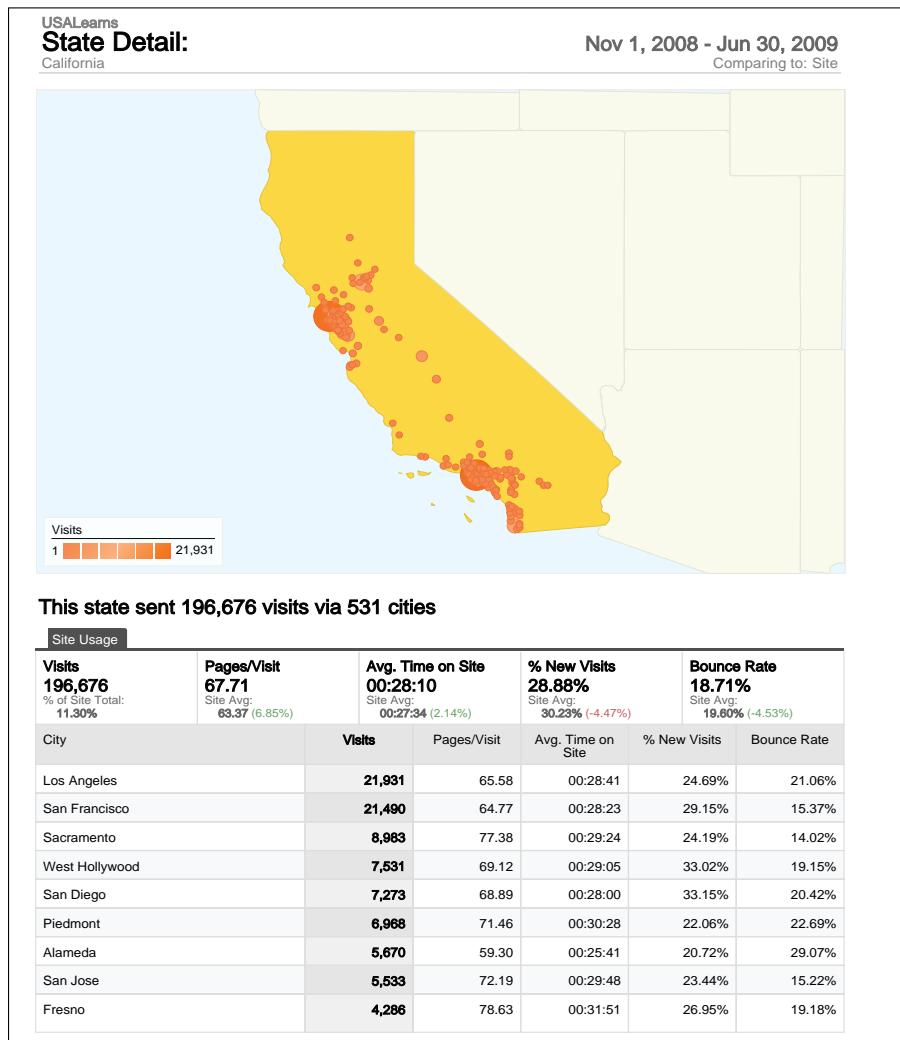 USALearns
State Detail:
Nov 1, 2008 - Jun 30, 2009
California
Comparing to: Site
Visits
1 21,931
This state sent 196,676 visits via 531 cities
Site Usage
Visits Pages/Visit Avg. Time on Site % New Visits Bounce Rate
196,676 67.71 00:28:10 28.88% 18.71%
% of Site Total: Site Avg: Site Avg: Site Avg: Site Avg:
11.30% 63.37 (6.85%) 00:27:34 (2.14%) 30.23% (-4.47%) 19.60% (-4.53%)
City Visits Pages/Visit Avg. Time on Site % New Visits Bounce Rate
Los Angeles 21,931 65.58 00:28:41 24.69% 21.06%
San Francisco 21,490 64.77 00:28:23 29.15% 15.37%
Sacramento 8,983 77.38 00:29:24 24.19% 14.02%
West Hollywood 7,531 69.12 00:29:05 33.02% 19.15%
San Diego 7,273 68.89 00:28:00 33.15% 20.42%
Piedmont 6,968 71.46 00:30:28 22.06% 22.69%
Alameda 5,670 59.30 00:25:41 20.72% 29.07%
San Jose 5,533 72.19 00:29:48 23.44% 15.22%
Fresno 4,286 78.63 00:31:51 26.95% 19.18%